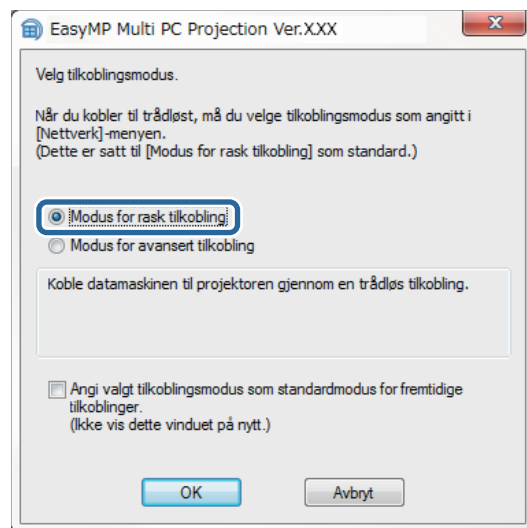 EasyMP Multi PC Projection Ver.X.XX
Velg tilkoblingsmodus.
Når du kobler til trådløst, må du velge tilkoblingsmodus som angitt i
[Nettverk]-menyen.
(Dette er satt til [Modus for rask tilkobling] som standard.)
Modus for rask tilkobling
Modus for avansert tilkobling
Koble datamaskinen til projektoren gjennom en trådløs tilkobling.
Angi valgt tilkoblingsmodus som standardmodus for fremtidige
tilkoblinger.
(Ikke vis dette vinduet på nytt.)
OK Avbryt